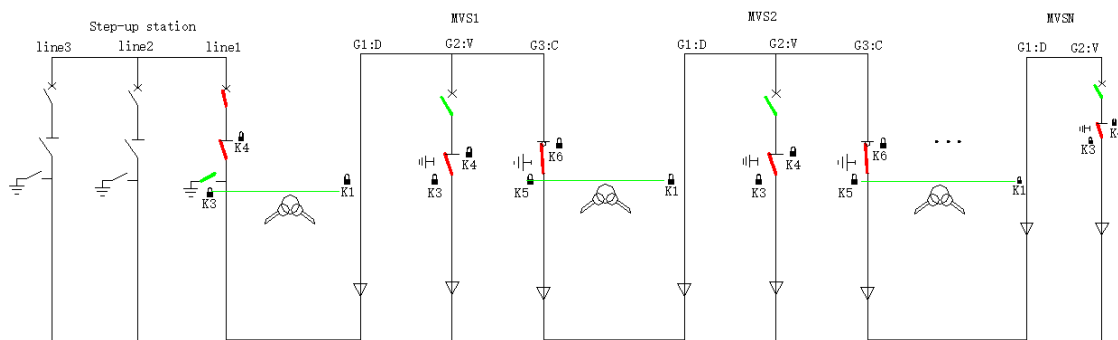 Step-up station MVS1 MVS2 MVSN
line3 line2 line1 G1:D G2:V G3:C G1:D G2:V G3:C G1:D G2:V
K4 K4 K6 K4 K6
K3
K3 K1 K3 K5 K1 K3 K5 K1